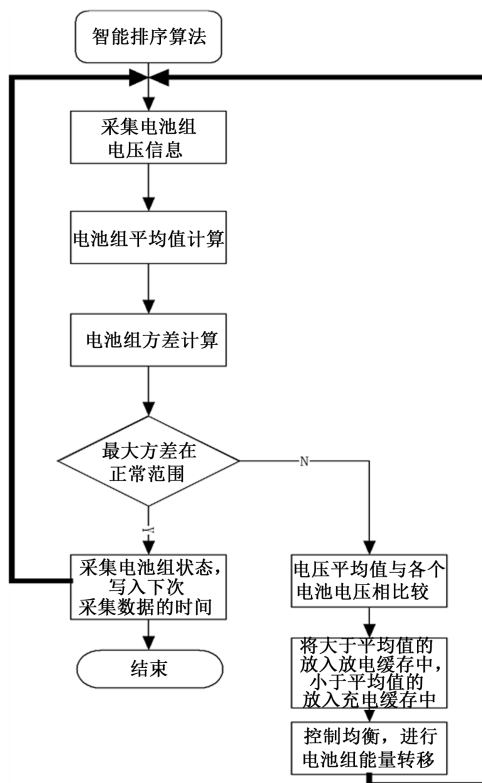 智能排序算法
采集电池组
电压信息
电池组平均值计算
电池组方差计算
最大方差在
正常范围
N
Y
采集电池组状态，
写入下次
采集数据的时间
结束
电压平均值与各个
电池电压相比较
将大于平均值的
放入放电缓存中，
小于平均值的
放入充电缓存中
控制均衡，进行
电池组能量转移